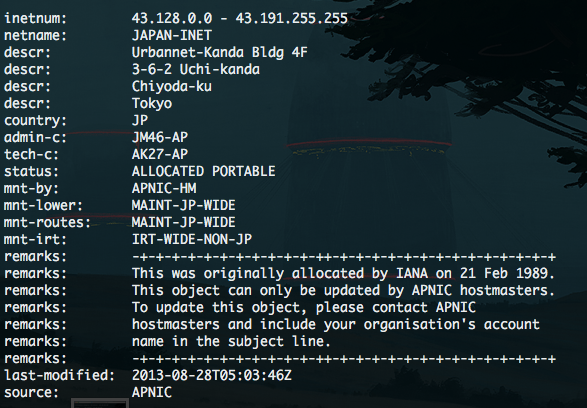 inetnum: 43.128.0.0 - 43.191.255.255
netname: JAPAN-INET
descr: Urbannet-Kanda Bldg 4F
descr: 3-6-2 Uchi-kanda
descr: Chiyoda-ku
descr: Tokyo
country: JP
admin-c: JM46-AP
tech-c: AK27-AP
status: ALLOCATED PORTABLE
mnt-by: APNIC-HM
mnt-lower: MAINT-JP-WIDE
mnt-routes: MAINT-JP-WIDE
mnt-irt: IRT-WIDE-NON-JP
remarks: -+-+-+-+-+-+-+-+-+-+-+-+-+-+-+-+-+-+-+-+-+-+-+-+-+
remarks: This was originally allocated by IANA on 21 Feb 1989.
remarks: This object can only be updated by APNIC hostmasters.
remarks: To update this object, please contact APNIC
remarks: hostmasters and include your organisation's account
remarks: name in the subject line.
remarks: -+-+-+-+-+-+-+-+-+-+-+-+-+-+-+-+-+-+-+-+-+-+-+-+-+
last-modified: 2013-08-28T05:03:46Z
source: APNIC